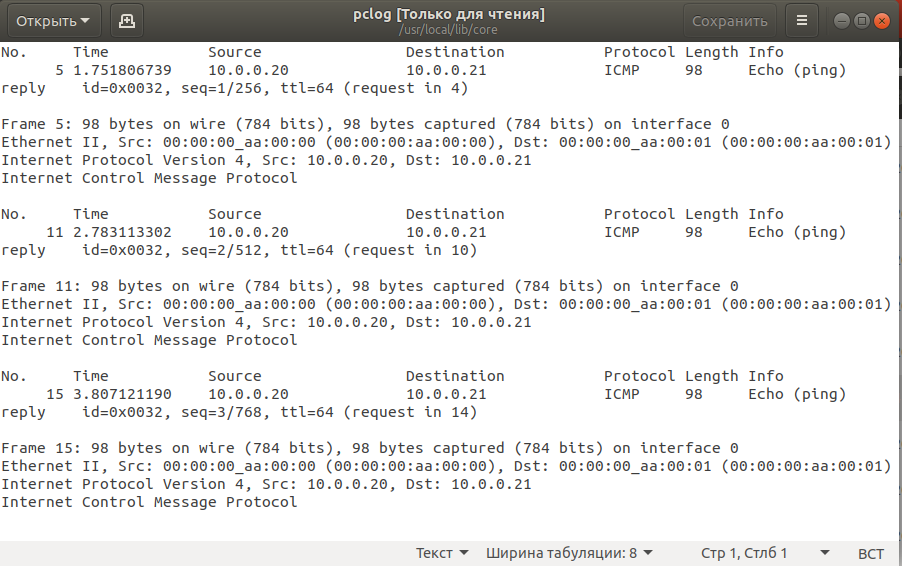 Открыть
pclog [Только для чтения]
/usr/local/lib/core
Сохранить
No.     Time           Source                Destination           Protocol Length Info
      5 1.751806739    10.0.0.20             10.0.0.21             ICMP     98     Echo (ping)
reply    id=0x0032, seq=1/256, ttl=64 (request in 4)

Frame 5: 98 bytes on wire (784 bits), 98 bytes captured (784 bits) on interface 0
Ethernet II, Src: 00:00:00_aa:00:00 (00:00:00:aa:00:00), Dst: 00:00:00_aa:00:01 (00:00:00:aa:00:01)
Internet Protocol Version 4, Src: 10.0.0.20, Dst: 10.0.0.21
Internet Control Message Protocol

No.     Time           Source                Destination           Protocol Length Info
     11 2.783113302    10.0.0.20             10.0.0.21             ICMP     98     Echo (ping)
reply    id=0x0032, seq=2/512, ttl=64 (request in 10)

Frame 11: 98 bytes on wire (784 bits), 98 bytes captured (784 bits) on interface 0
Ethernet II, Src: 00:00:00_aa:00:00 (00:00:00:aa:00:00), Dst: 00:00:00_aa:00:01 (00:00:00:aa:00:01)
Internet Protocol Version 4, Src: 10.0.0.20, Dst: 10.0.0.21
Internet Control Message Protocol

No.     Time           Source                Destination           Protocol Length Info
     15 3.807121190    10.0.0.20             10.0.0.21             ICMP     98     Echo (ping)
reply    id=0x0032, seq=3/768, ttl=64 (request in 14)

Frame 15: 98 bytes on wire (784 bits), 98 bytes captured (784 bits) on interface 0
Ethernet II, Src: 00:00:00_aa:00:00 (00:00:00:aa:00:00), Dst: 00:00:00_aa:00:01 (00:00:00:aa:00:01)
Internet Protocol Version 4, Src: 10.0.0.20, Dst: 10.0.0.21
Internet Control Message Protocol

Текст Ширина табуляции: 8 Стр 1, Стлб 1 ВСТ